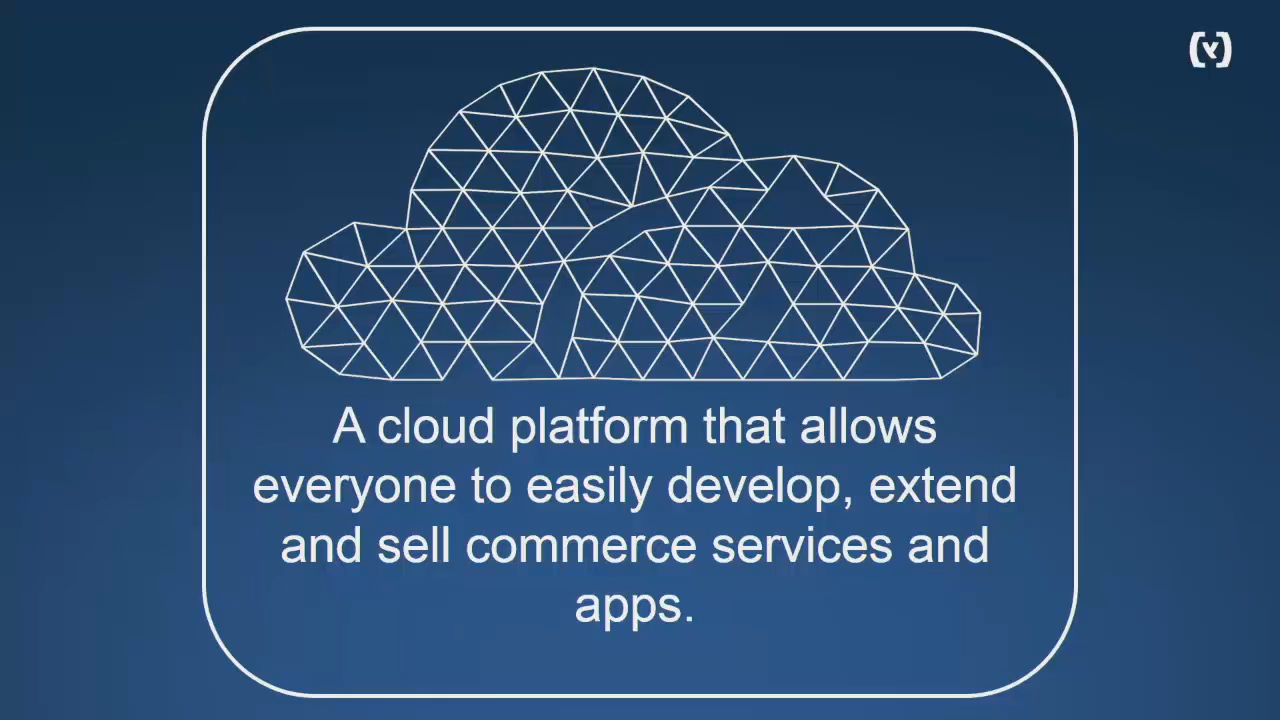 A cloud platform that allows
everyone to easily develop, extend
and sell commerce services and
apps.